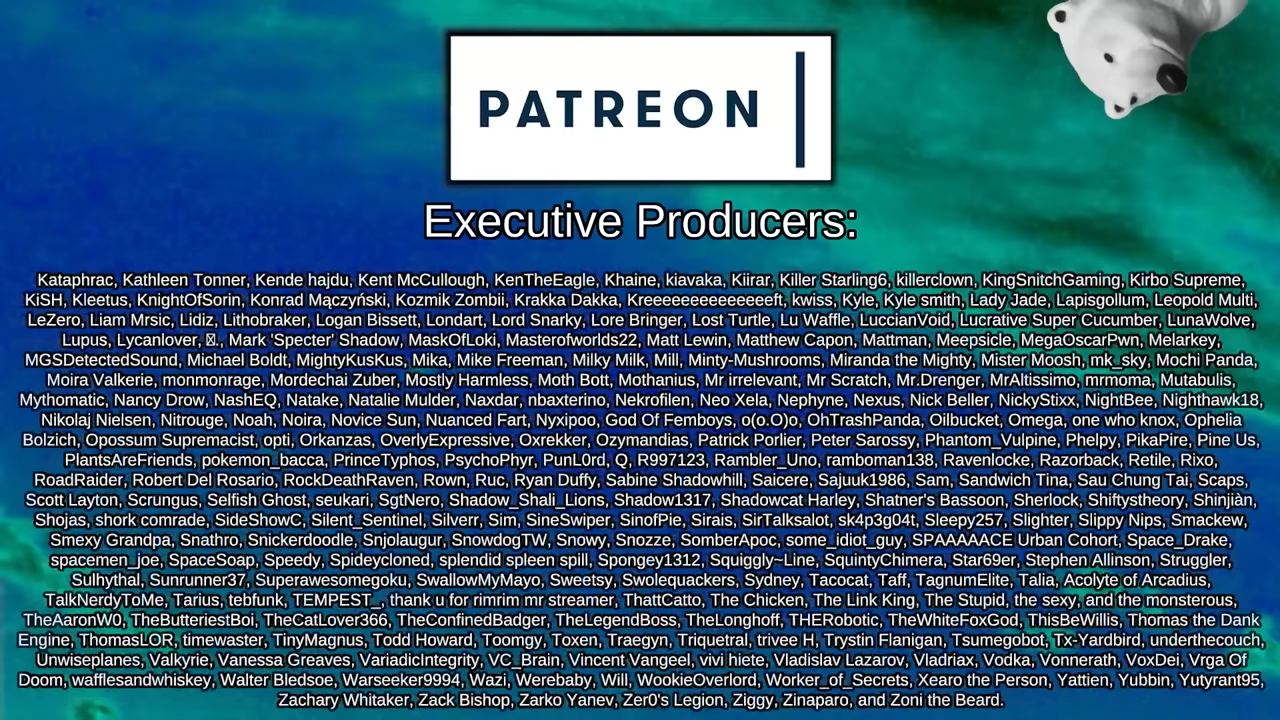 PATREON
Executive Producers:
Kataphrac, Kathleen Tonner, Kende hajdu, Kent McCullough, KenTheEagle, Khaine, kiavaka, Kiirar, Killer Starling6, killerclown, KingSnitchGaming, Kirbo Supreme,
KiSH, Kleetus, KnightOfSorin, Konrad Mączyński, Kozmik Zombii, Krakka Dakka, Kreeeeeeeeeeeeeeft, kwiss, Kyle, Kyle smith, Lady Jade, Lapisgollum, Leopold Multi,
LeZero, Liam Mrsic, Lidiz, Lithobraker, Logan Bissett, Londart, Lord Snarky, Lore Bringer, Lost Turtle, Lu Waffle, LuccianVoid, Lucrative Super Cucumber, LunaWolve,
Lupus, Lycanlover, ., Mark 'Specter' Shadow, MaskOfLoki, Masterofworlds22, Matt Lewin, Matthew Capon, Mattman, Meepsicle, MegaOscarPwn, Melarkey,
MGSDetectedSound, Michael Boldt, MightyKusKus, Mika, Mike Freeman, Milky Milk, Mill, Minty-Mushrooms, Miranda the Mighty, Mister Moosh, mk_sky, Mochi Panda,
Moira Valkerie, monmonrage, Mordechai Zuber, Mostly Harmless, Moth Bott, Mothanius, Mr irrelevant, Mr Scratch, Mr.Drenger, MrAltissimo, mrmoma, Mutabulis,
Mythomatic, Nancy Drow, NashEQ, Natake, Natalie Mulder, Naxdar, nbaxterino, Nekrofilen, Neo Xela, Nephyne, Nexus, Nick Beller, NickyStixx, NightBee, Nighthawk18,
Nikolaj Nielsen, Nitrouge, Noah, Noira, Novice Sun, Nuanced Fart, Nyxipoo, God Of Femboys, o(o.O)o, OhTrashPanda, Oilbucket, Omega, one who knox, Ophelia
Bolzich, Opossum Supremacist, opti, Orkanzas, OverlyExpressive, Oxrekker, Ozymandias, Patrick Porlier, Peter Sarossy, Phantom_Vulpine, Phelpy, PikaPire, Pine Us,
PlantsAreFriends, pokemon_bacca, PrinceTyphos, PsychoPhyr, PunL0rd, Q, R997123, Rambler_Uno, ramboman138, Ravenlocke, Razorback, Retile, Rixo,
RoadRaider, Robert Del Rosario, RockDeathRaven, Rown, Ruc, Ryan Duffy, Sabine Shadowhill, Saicere, Sajuuk1986, Sam, Sandwich Tina, Sau Chung Tai, Scaps,
Scott Layton, Scrungus, Selfish Ghost, seukari, SgtNero, Shadow_Shali_Lions, Shadow1317, Shadowcat Harley, Shatner's Bassoon, Sherlock, Shiftystheory, Shinjiàn,
Shojas, shork comrade, SideShowC, Silent_Sentinel, Silverr, Sim, SineSwiper, SinofPie, Sirais, SirTalksalot, sk4p3g04t, Sleepy257, Slighter, Slippy Nips, Smackew,
Smexy Grandpa, Snathro, Snickerdoodle, Snjolaugur, SnowdogTW, Snowy, Snozze, SomberApoc, some_idiot_guy, SPAAAAACE Urban Cohort, Space_Drake,
spacemen_joe, SpaceSoap, Speedy, Spideycloned, splendid spleen spill, Spongey1312, Squiggly~Line, SquintyChimera, Star69er, Stephen Allinson, Struggler,
Sulhythal, Sunrunner37, Superawesomegoku, SwallowMyMayo, Sweetsy, Swolequackers, Sydney, Tacocat, Taff, TagnumElite, Talia, Acolyte of Arcadius,
TalkNerdyToMe, Tarius, tebfunk, TEMPEST_, thank u for rimrim mr streamer, ThattCatto, The Chicken, The Link King, The Stupid, the sexy, and the monsterous,
TheAaronW0, TheButteriestBoi, TheCatLover366, TheConfinedBadger, TheLegendBoss, TheLonghoff, THERobotic, TheWhiteFoxGod, ThisBeWillis, Thomas the Dank
Engine, ThomasLOR, timewaster, TinyMagnus, Todd Howard, Toomgy, Toxen, Traegyn, Triquetral, trivee H, Trystin Flanigan, Tsumegobot, Tx-Yardbird, underthecouch,
Unwiseplanes, Valkyrie, Vanessa Greaves, VariadicIntegrity, VC_Brain, Vincent Vangeel, vivi hiete, Vladislav Lazarov, Vladriax, Vodka, Vonnerath, VoxDei, Vrga Of
Doom, wafflesandwhiskey, Walter Bledsoe, Warseeker9994, Wazi, Werebaby, Will, WookieOverlord, Worker_of_Secrets, Xearo the Person, Yattien, Yubbin, Yutyrant95,
Zachary Whitaker, Zack Bishop, Zarko Yanev, Zer0's Legion, Ziggy, Zinaparo, and Zoni the Beard.